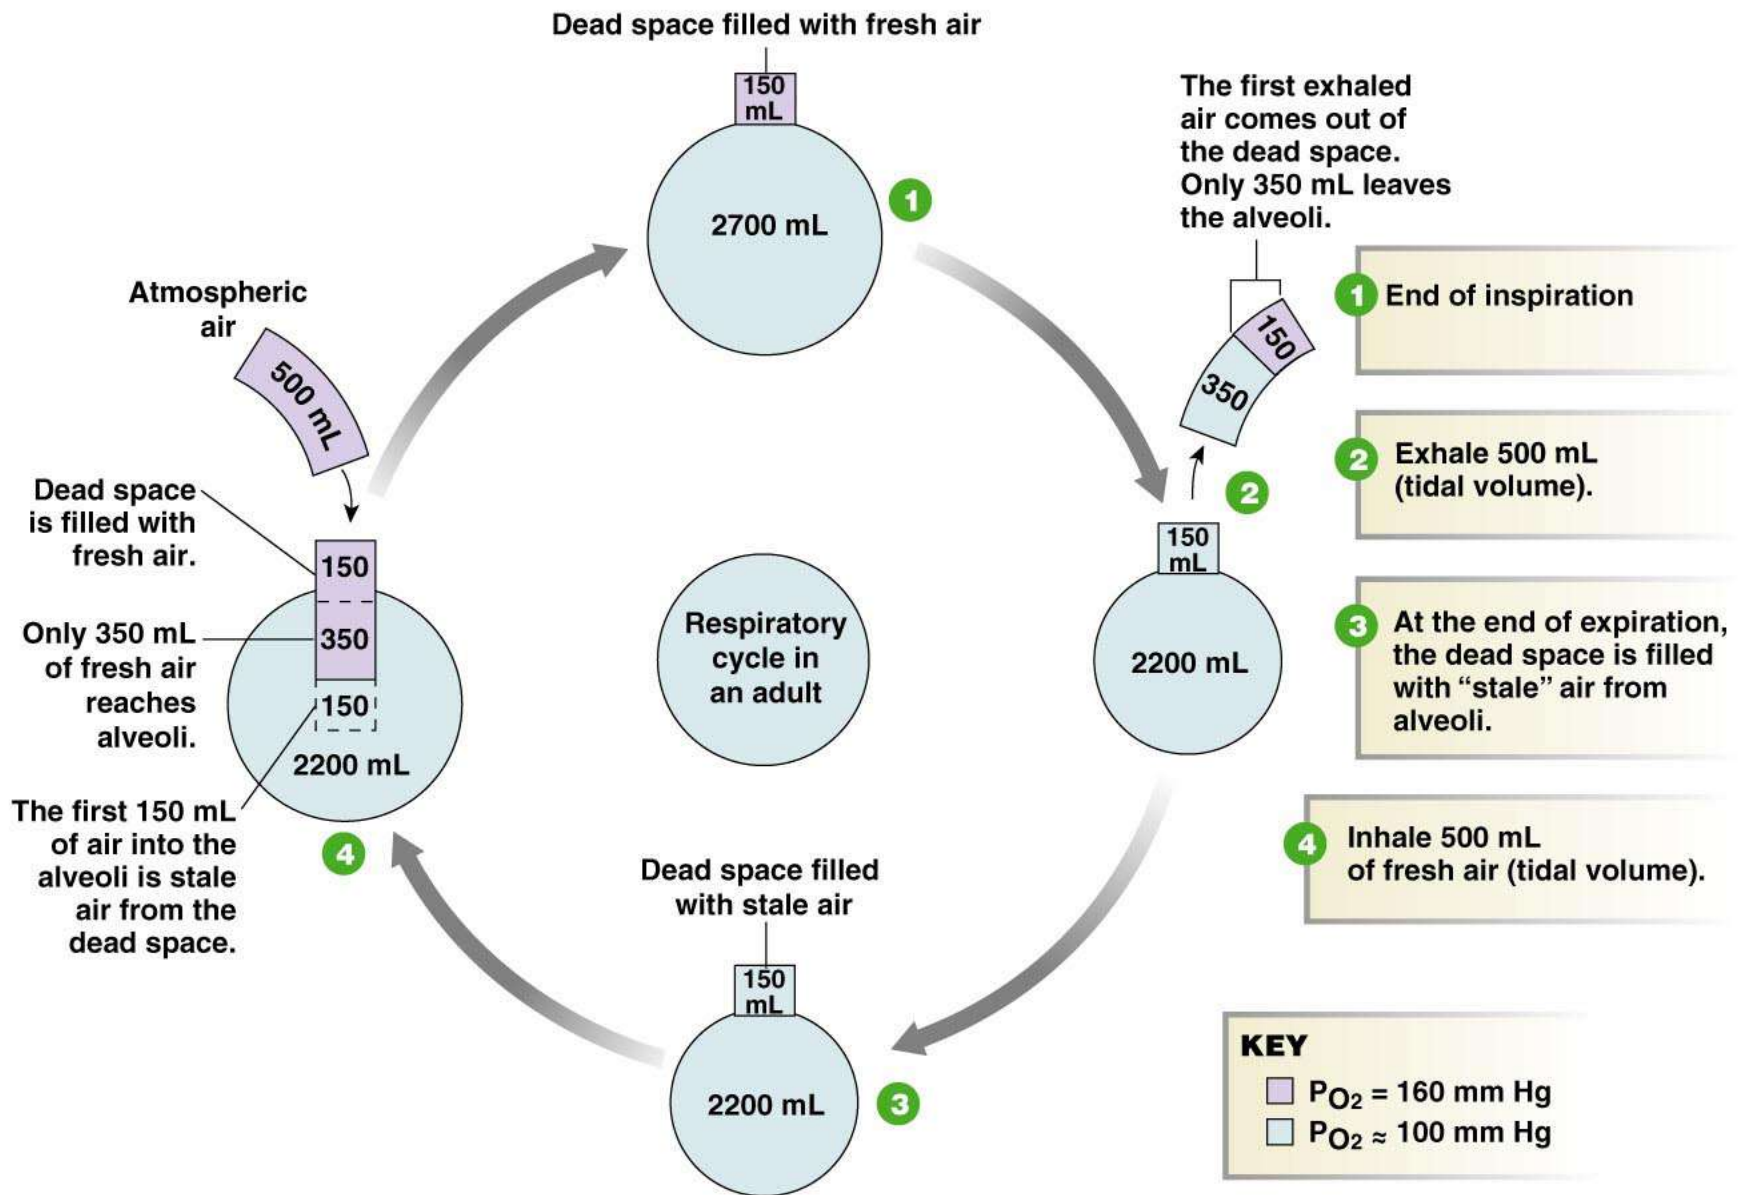 Dead space filled with fresh air
150
mL
2700 mL
1
The first exhaled
air comes out of
the dead space.
Only 350 mL leaves
the alveoli.
150
350
2
150
mL
2200 mL
Atmospheric
air
500 mL
Dead space
is filled with
fresh air.
Only 350 mL
of fresh air
reaches
alveoli.
The first 150 mL
of air into the
alveoli is stale
air from the
dead space.
150
350
150
2200 mL
4
Respiratory
cycle in
an adult
Dead space filled
with stale air
150
mL
2200 mL
3
1 End of inspiration
2 Exhale 500 mL
(tidal volume).
3 At the end of expiration,
the dead space is filled
with “stale” air from
alveoli.
4 Inhale 500 mL
of fresh air (tidal volume).
KEY
PO2 = 160 mm Hg
PO2 ≈ 100 mm Hg